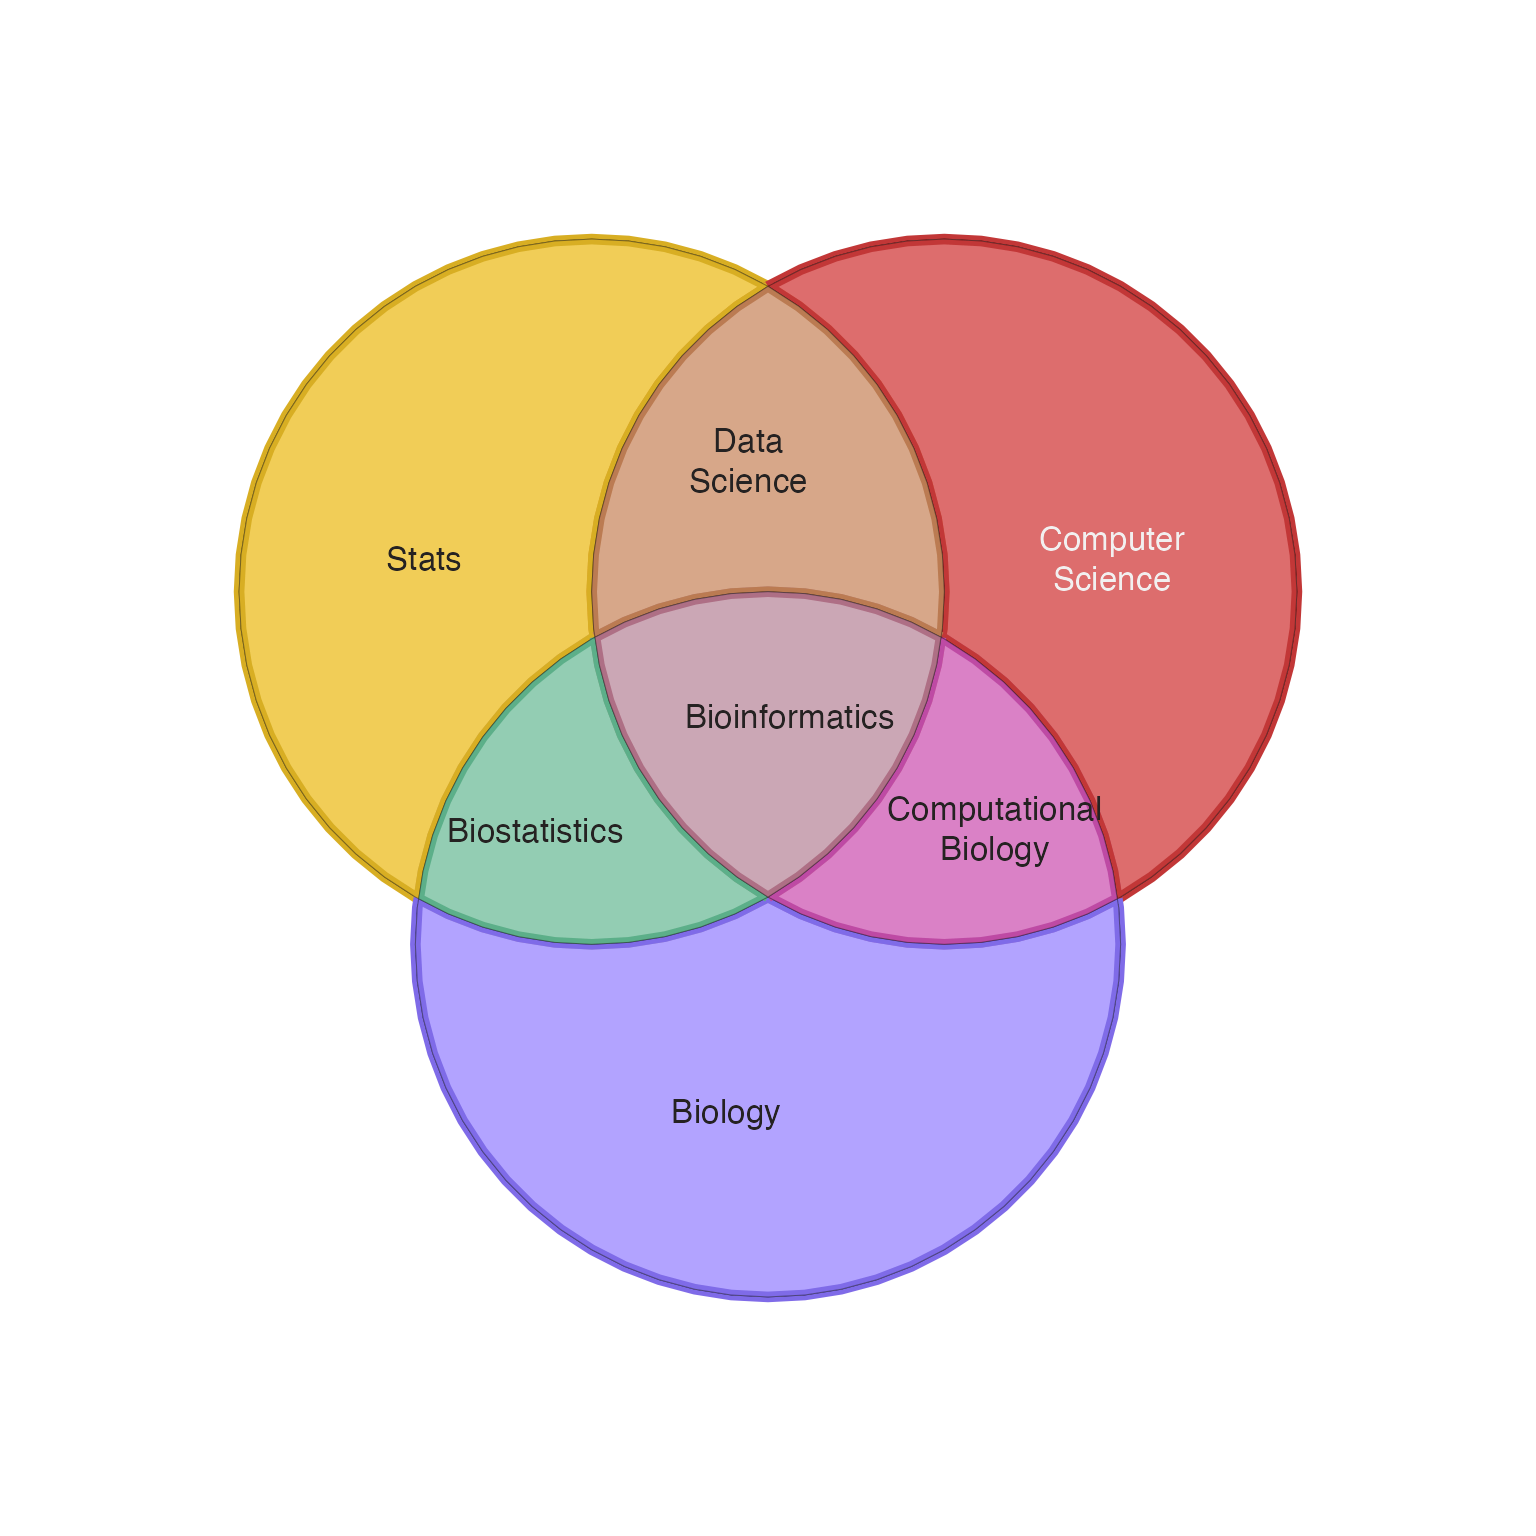 Data
Science
Stats
Computer
Science
Bioinformatics
Biostatistics
Computational
Biology
Biology